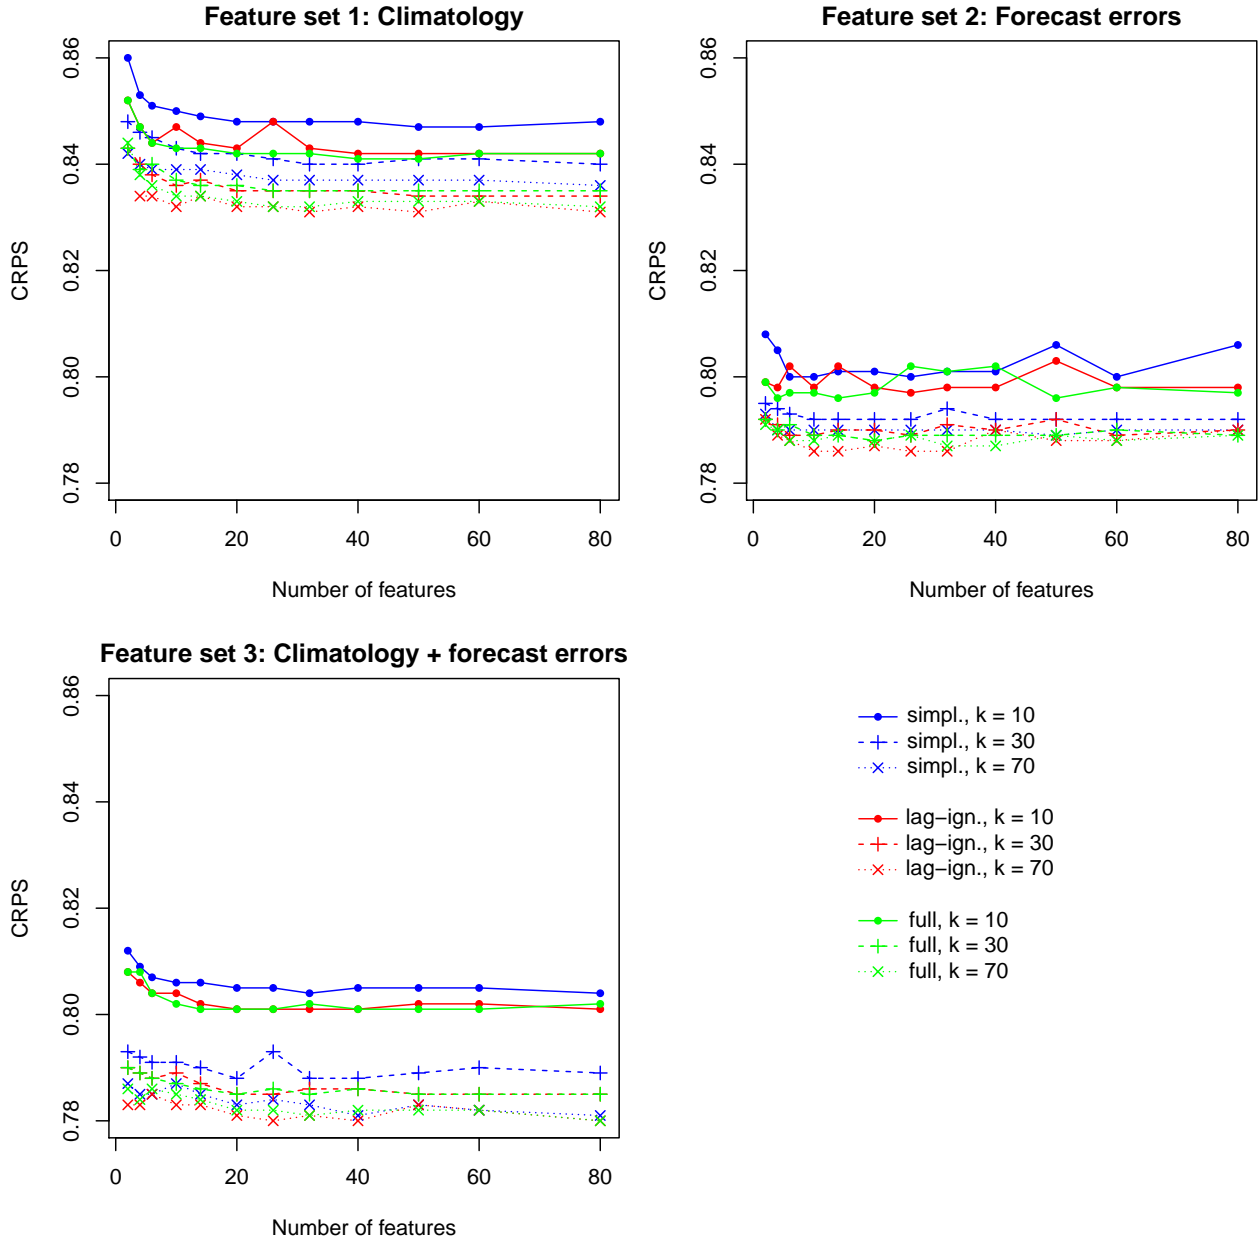 Feature set 1: Climatology
0.86
0.84
0.82
0.80
0.78
CRPS
0
20
40
60
80
Number of features
Feature set 2: Forecast errors
0.86
0.84
0.82
0.80
0.78
CRPS
0
20
40
60
80
Number of features
Feature set 3: Climatology + forecast errors
0.86
0.84
0.82
0.80
0.78
CRPS
0
20
40
60
80
Number of features
simpl., k = 10
simpl., k = 30
simpl., k = 70
lag−ign., k = 10
lag−ign., k = 30
lag−ign., k = 70
full, k = 10
full, k = 30
full, k = 70